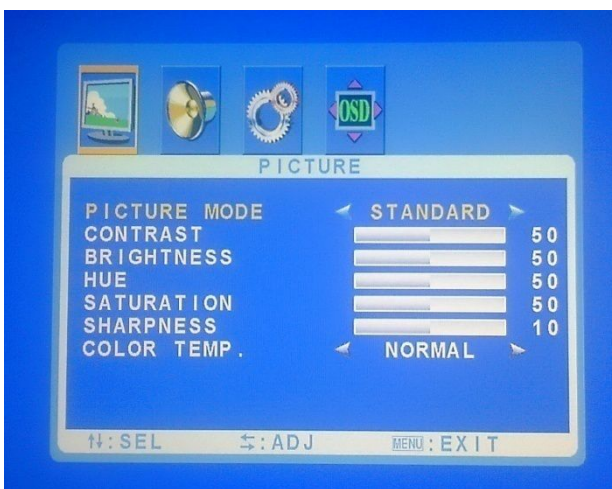 OSD
PICTURE
PICTURE MODE STANDARD
CONTRAST 50
BRIGHTNESS 50
HUE 50
SATURATION 50
SHARPNESS 10
COLOR TEMP. NORMAL
↑↓:SEL ⇆:ADJ MENU:EXIT